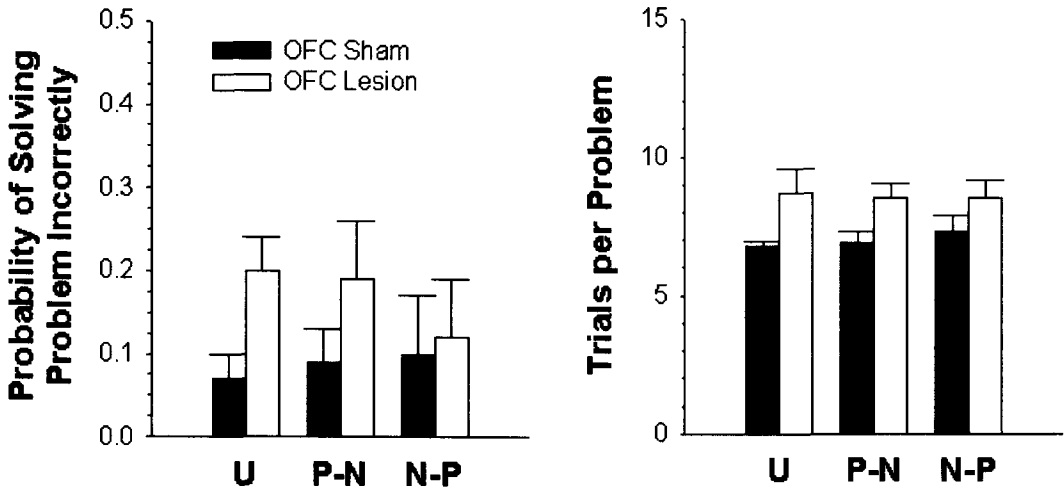 Probability of Solving
Problem Incorrectly
0.5
0.4
0.3
0.2
0.1
0.0
OFC Sham
OFC Lesion
U
P-N
N-P
Trials per Problem
15
10
5
0
U
P-N
N-P